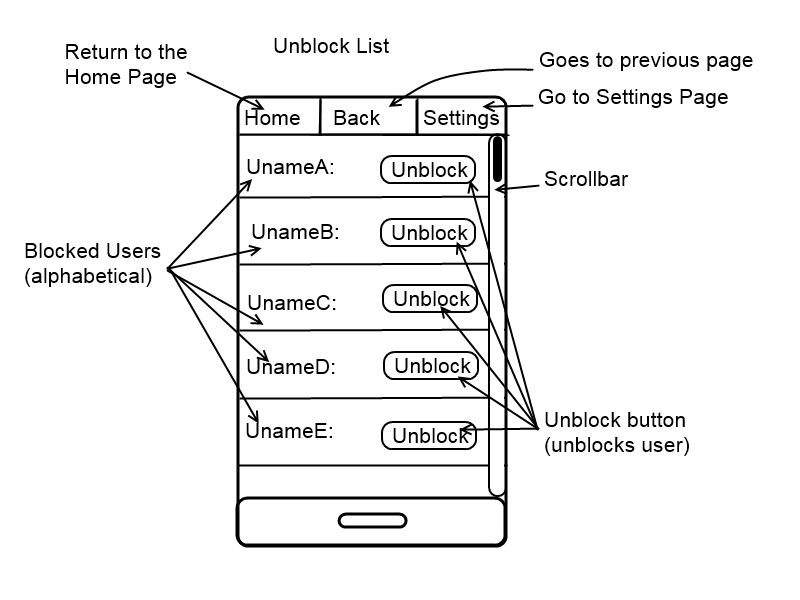 Unblock List
Return to the
Home Page
Goes to previous page
Go to Settings Page
Home Back Settings
UnameA: Unblock
Scrollbar
UnameB: Unblock
Blocked Users
(alphabetical)
UnameC: Unblock
UnameD: Unblock
UnameE: Unblock
Unblock button
(unblocks user)